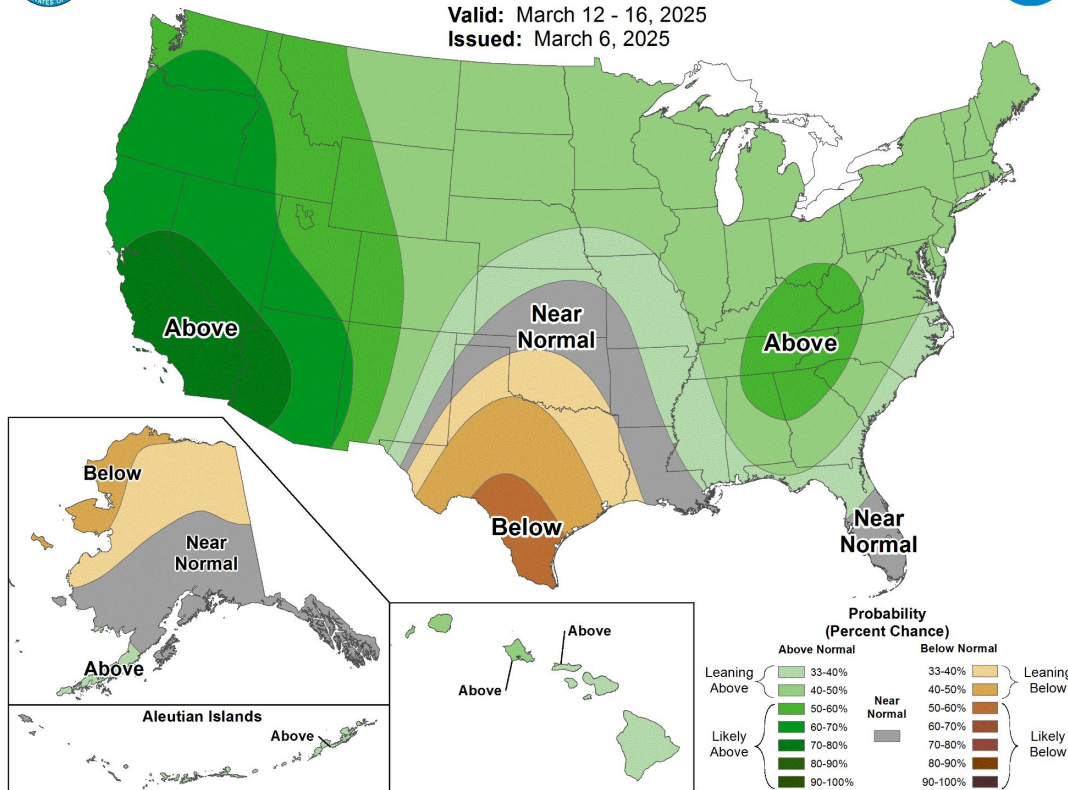 STATES OF
Valid: March 12 - 16, 2025
Issued: March 6, 2025
Above
Near
Normal
Above
Below
Near
Normal
Below
Near
Normal
Above
Aleutian Islands
Above
Above
Above
Probability
(Percent Chance)
Above Normal
Below Normal
Leaning
Above
33-40%
40-50%
Likely
Above
50-60%
60-70%
70-80%
80-90%
90-100%
Near
Normal
33-40%
40-50%
Leaning
Below
50-60%
60-70%
70-80%
80-90%
90-100%
Likely
Below